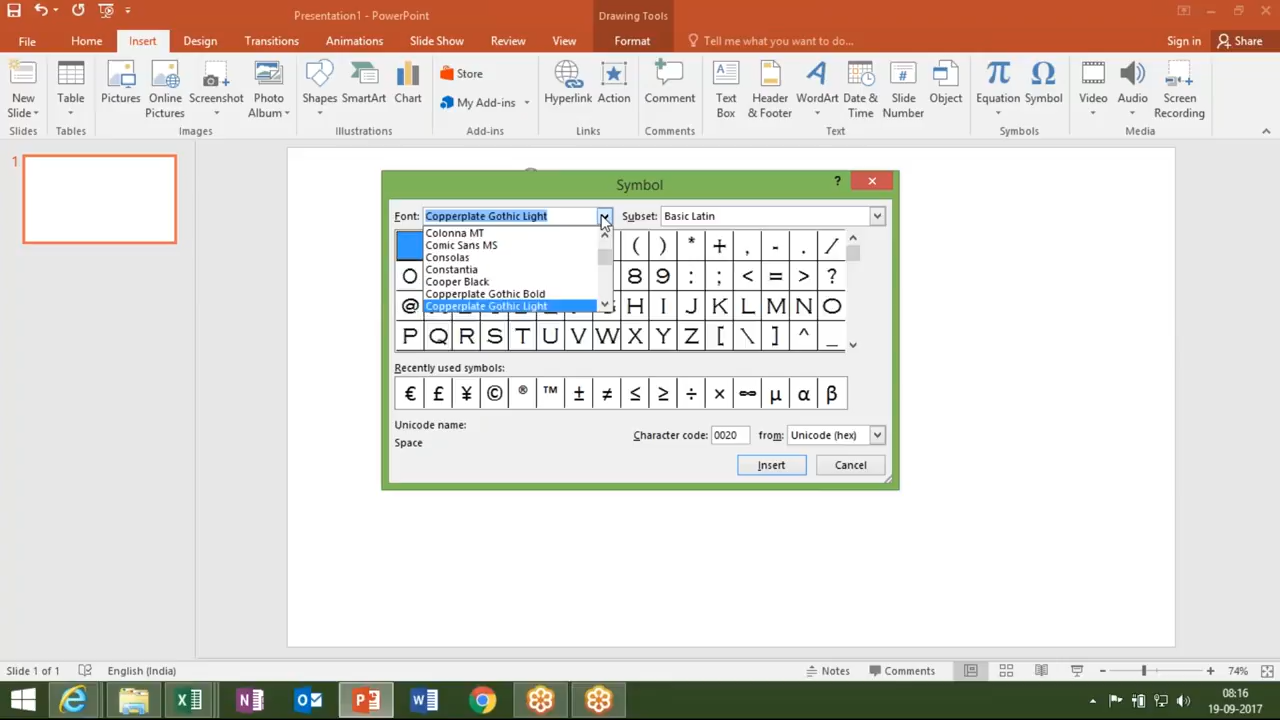 Presentation1 - PowerPoint
Drawing Tools
File Home Insert Design Transitions Animations Slide Show Review View Format Tell me what you want to do... Sign in Share
New Slide
Table
Pictures
Online Pictures
Screenshot
Photo Album
Shapes
SmartArt
Chart
Store
My Add-ins
Hyperlink
Action
Comment
Text Box
Header & Footer
WordArt
Date & Time
Slide Number
Object
Equation
Symbol
Video
Audio
Screen Recording
Slides Tables Images Illustrations Add-ins Links Comments Text Symbols Media
1
Symbol
?
Font: Copperplate Gothic Light Subset: Basic Latin
Colonna MT
Comic Sans MS
Consolas
Constantia
Cooper Black
Copperplate Gothic Bold
Copperplate Gothic Light
( ) * + , - . /
0 8 9 : ; < = > ?
@ H I J K L M N O
P Q R S T U V W X Y Z [ \ ] ^ _
Recently used symbols:
€ £ ¥ © ® ™ ± ≠ ≤ ≥ ÷ × ∞ µ α β
Unicode name:
Space
Character code: 0020 from: Unicode (hex)
Insert Cancel
Slide 1 of 1 English (India) Notes Comments 74%
08:16
19-09-2017